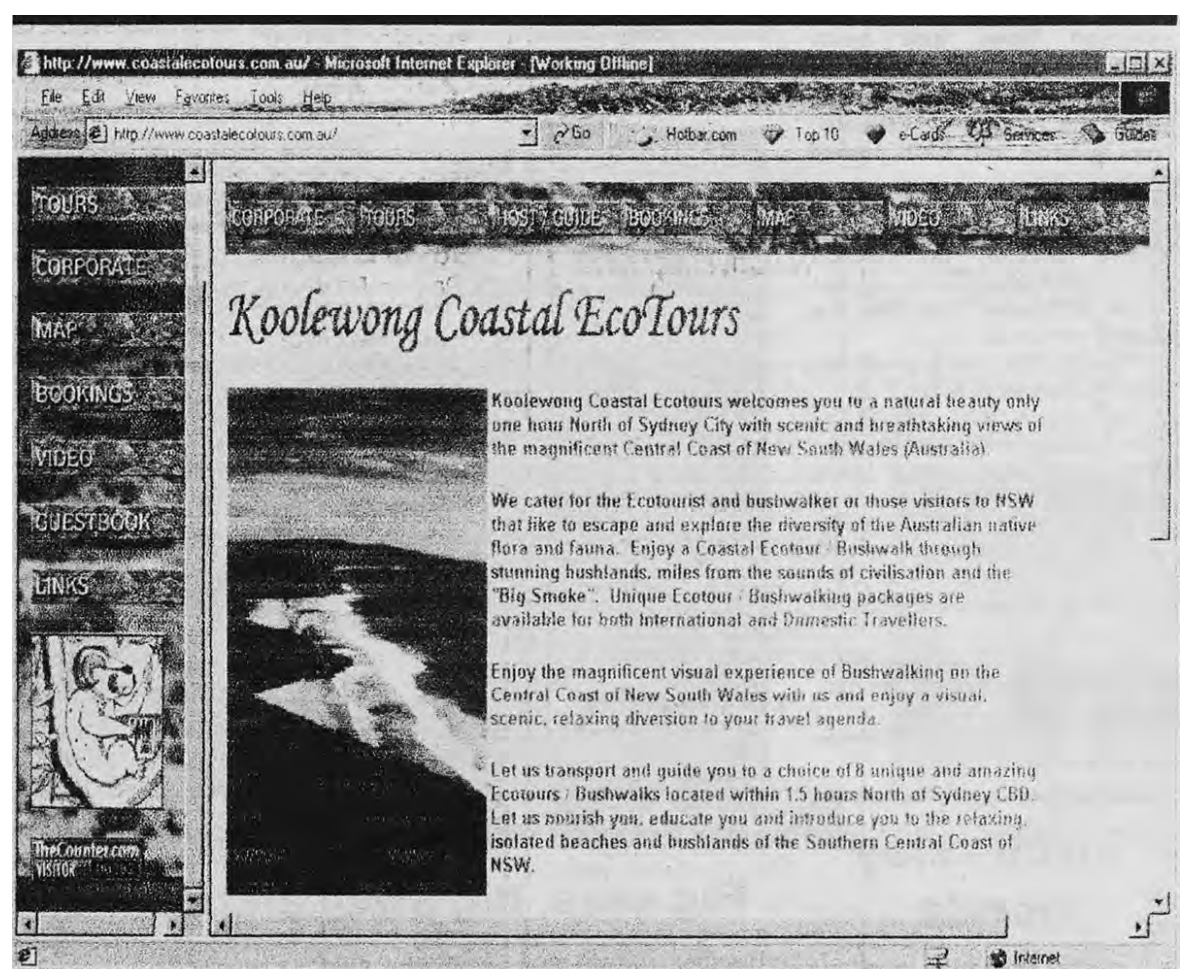 http://www.coastalecotours.com.au/ - Microsoft Internet Explorer - [Working Offline]
File Edit View Favorites Tools Help
Address http://www.coastalecotours.com.au/ Go Hotbar.com Top 10 e-Cards Services Guides
TOURS
CORPORATE
MAP
BOOKINGS
VIDEO
GUESTBOOK
LINKS
TheCounter.com
VISITOR
CORPORATE TOURS HOST / GUIDE BOOKINGS MAP VIDEO LINKS
Koolewong Coastal EcoTours
Koolewong Coastal Ecotours welcomes you to a natural beauty only
one hour North of Sydney City with scenic and breathtaking views of
the magnificent Central Coast of New South Wales (Australia)
We cater for the Ecotourist and bushwalker or those visitors to NSW
that like to escape and explore the diversity of the Australian native
flora and fauna. Enjoy a Coastal Ecotour / Bushwalk through
stunning bushlands, miles from the sounds of civilisation and the
"Big Smoke". Unique Ecotour / Bushwalking packages are
available for both International and Domestic Travellers.
Enjoy the magnificent visual experience of Bushwalking on the
Central Coast of New South Wales with us and enjoy a visual,
scenic, relaxing diversion to your travel agenda.
Let us transport and guide you to a choice of 8 unique and amazing
Ecotours / Bushwalks located within 1.5 hours North of Sydney CBD.
Let us nourish you, educate you and introduce you to the relaxing,
isolated beaches and bushlands of the Southern Central Coast of
NSW.
Internet